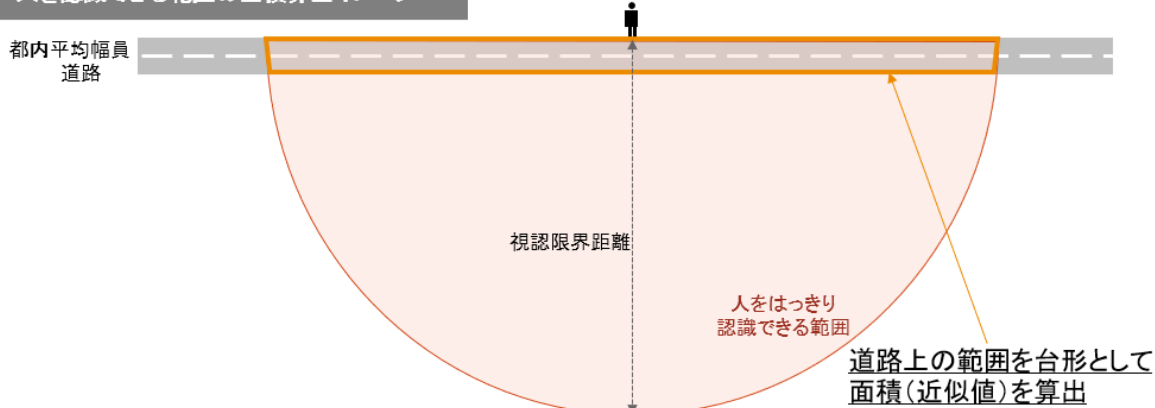 都内平均幅員
道路
視認限界距離
人をはっきり
認識できる範囲
道路上の範囲を台形として
面積(近似値)を算出